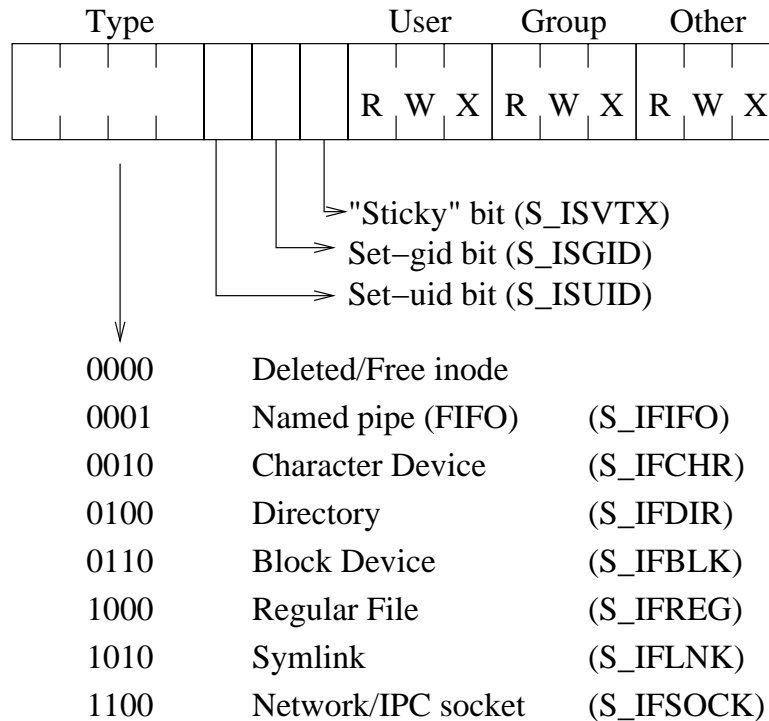 Type User Group Other
R W X R W X R W X
"Sticky" bit (S_ISVTX)
Set−gid bit (S_ISGID)
Set−uid bit (S_ISUID)
0000 Deleted/Free inode
0001 Named pipe (FIFO) (S_IFIFO)
0010 Character Device (S_IFCHR)
0100 Directory (S_IFDIR)
0110 Block Device (S_IFBLK)
1000 Regular File (S_IFREG)
1010 Symlink (S_IFLNK)
1100 Network/IPC socket (S_IFSOCK)